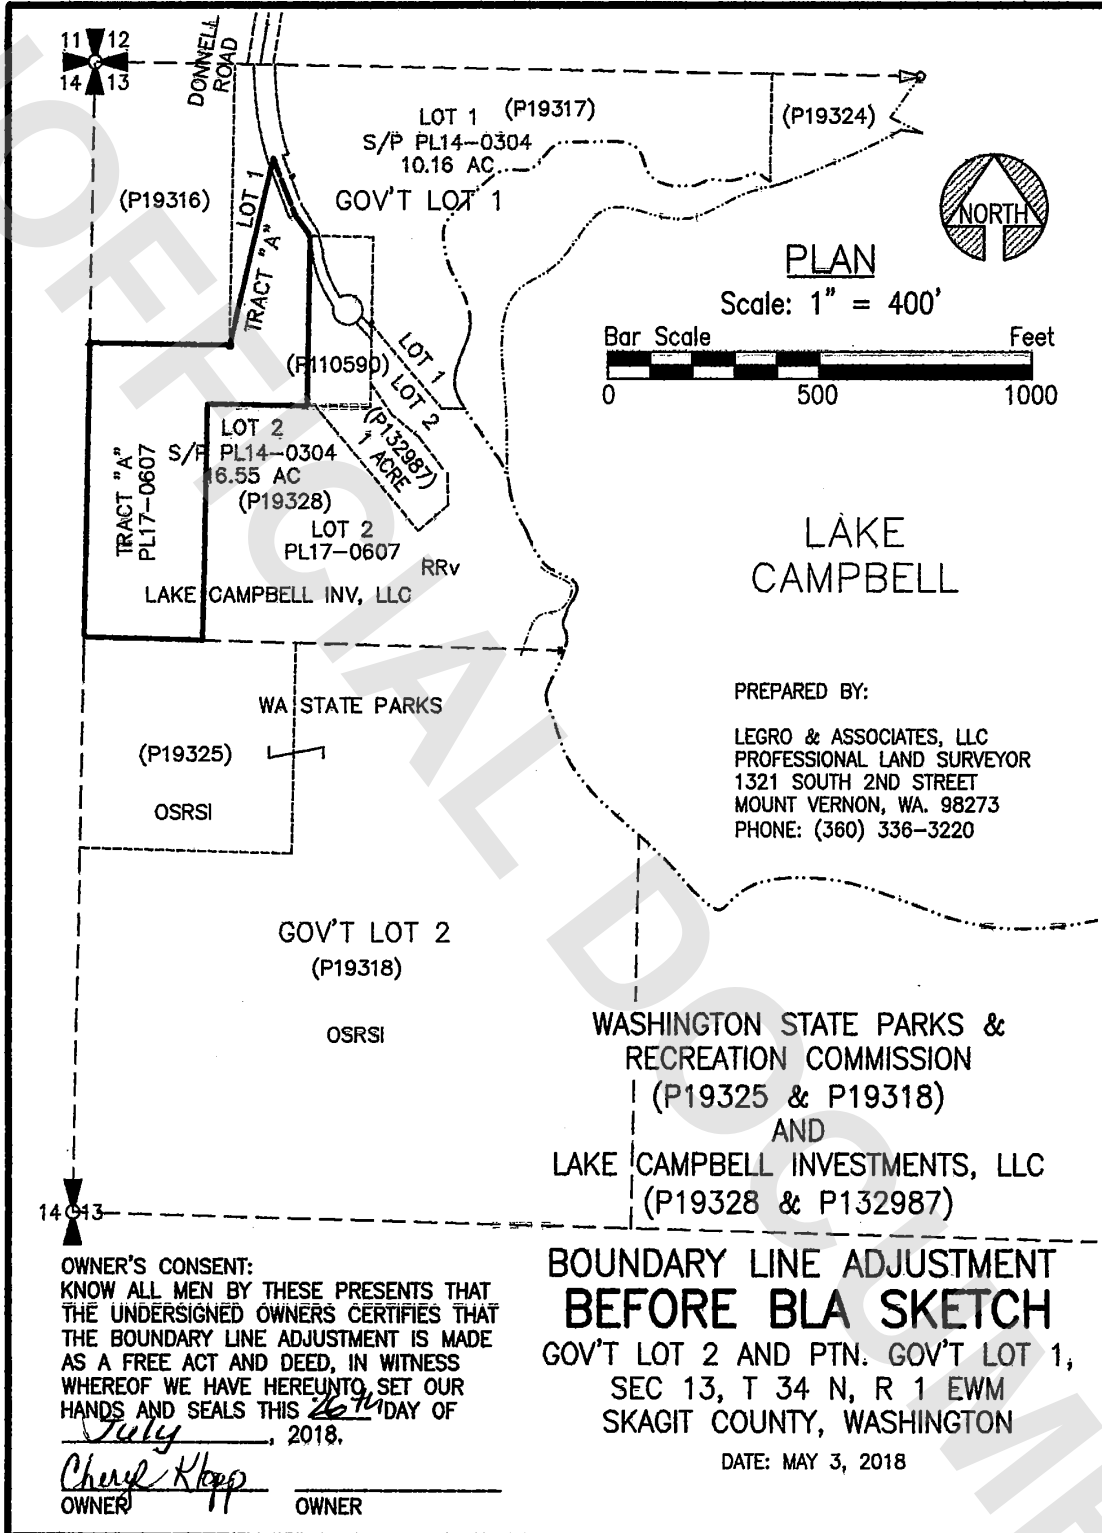 11 12
14 13
DONNELL
ROAD
LOT 1 (P19317)
S/P PL14-0304
10.16 AC
(P19324)
(P19316)
LOT 1
GOV'T LOT 1
TRACT "A"
NORTH
PLAN
Scale: 1" = 400'
Bar Scale Feet
0 500 1000
(P110590)
LOT 1
LOT 2
(P132987)
1 ACRE
LOT 2
S/P PL14-0304
16.55 AC
(P19328)
TRACT "A"
PL17-0607
LOT 2
PL17-0607
RRv
LAKE CAMPBELL INV, LLC
LAKE
CAMPBELL
WA STATE PARKS
(P19325)
OSRSI
PREPARED BY:
LEGRO & ASSOCIATES, LLC
PROFESSIONAL LAND SURVEYOR
1321 SOUTH 2ND STREET
MOUNT VERNON, WA. 98273
PHONE: (360) 336-3220
GOV'T LOT 2
(P19318)
OSRSI
WASHINGTON STATE PARKS &
RECREATION COMMISSION
(P19325 & P19318)
AND
LAKE CAMPBELL INVESTMENTS, LLC
(P19328 & P132987)
14 13
OWNER'S CONSENT:
KNOW ALL MEN BY THESE PRESENTS THAT
THE UNDERSIGNED OWNERS CERTIFIES THAT
THE BOUNDARY LINE ADJUSTMENT IS MADE
AS A FREE ACT AND DEED, IN WITNESS
WHEREOF WE HAVE HEREUNTO SET OUR
HANDS AND SEALS THIS 26th DAY OF
July, 2018.
Cheryl Klopp
OWNER OWNER
BOUNDARY LINE ADJUSTMENT
BEFORE BLA SKETCH
GOV'T LOT 2 AND PTN. GOV'T LOT 1,
SEC 13, T 34 N, R 1 EWM
SKAGIT COUNTY, WASHINGTON
DATE: MAY 3, 2018
OFFICIAL DOCUME